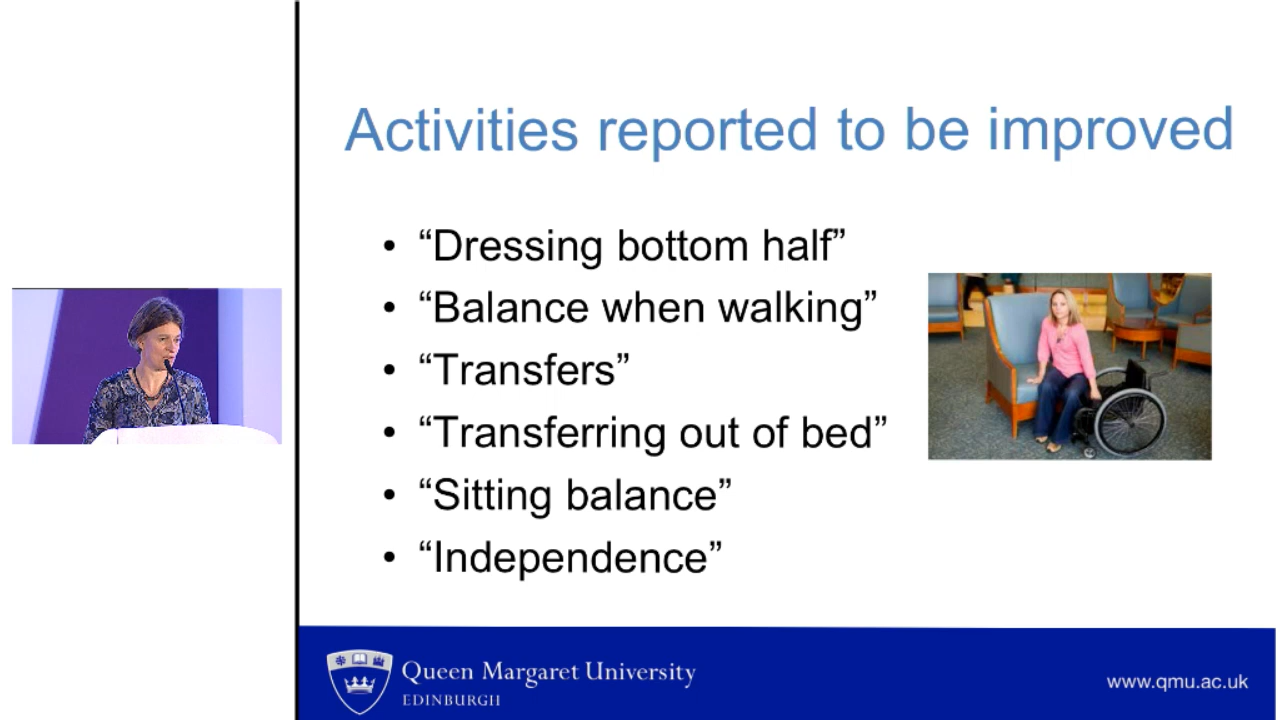 Activities reported to be improved
• “Dressing bottom half”
• “Balance when walking”
• “Transfers”
• “Transferring out of bed”
• “Sitting balance”
• “Independence”
Queen Margaret University
EDINBURGH
www.qmu.ac.uk